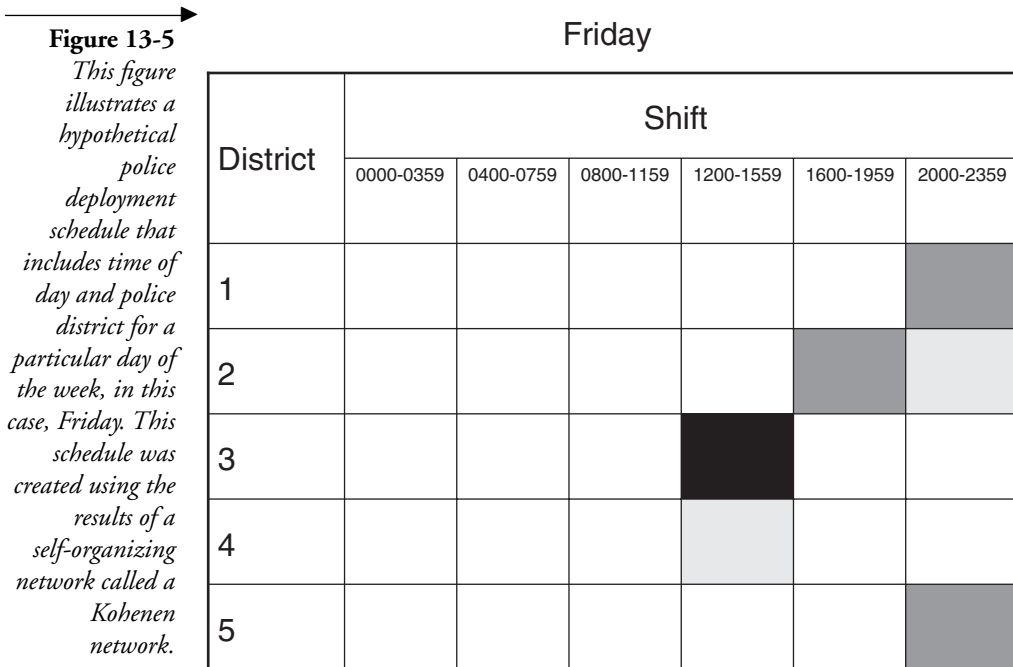 Figure 13-5
This figure
illustrates a
hypothetical
police
deployment
schedule that
includes time of
day and police
district for a
particular day of
the week, in this
case, Friday. This
schedule was
created using the
results of a
self-organizing
network called a
Kohenen
network.
Friday
District
Shift
0000-0359 0400-0759 0800-1159 1200-1559 1600-1959 2000-2359
1
2
3
4
5